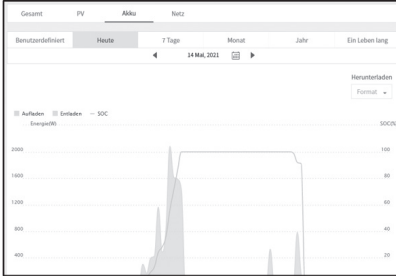 Gesamt PV Akku Netz
Benutzerdefiniert Heute 7 Tage Monat Jahr Ein Leben lang
14 Mai, 2021
Herunterladen
Format
Aufladen Entladen SOC
Energie(W) SOC(%
2000 100
1600 80
1200 60
800 40
400 20